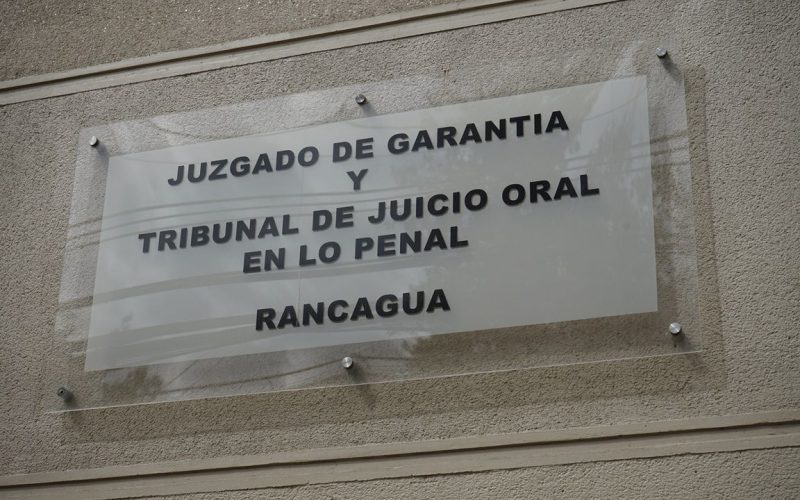 JUZGADO DE GARANTIA
Y
TRIBUNAL DE JUICIO ORAL
EN LO PENAL
RANCAGUA